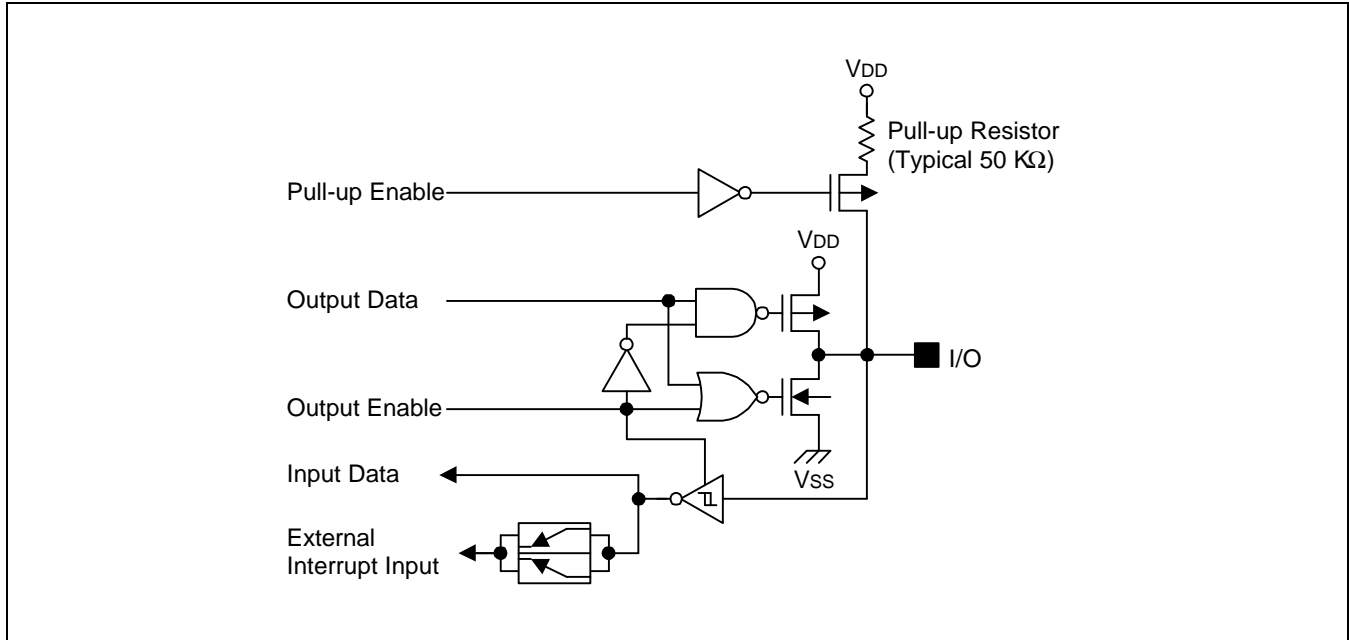 VDD
Pull-up Resistor
(Typical 50 KΩ)
Pull-up Enable
VDD
Output Data
I/O
Output Enable
Input Data
VSS
External
Interrupt Input